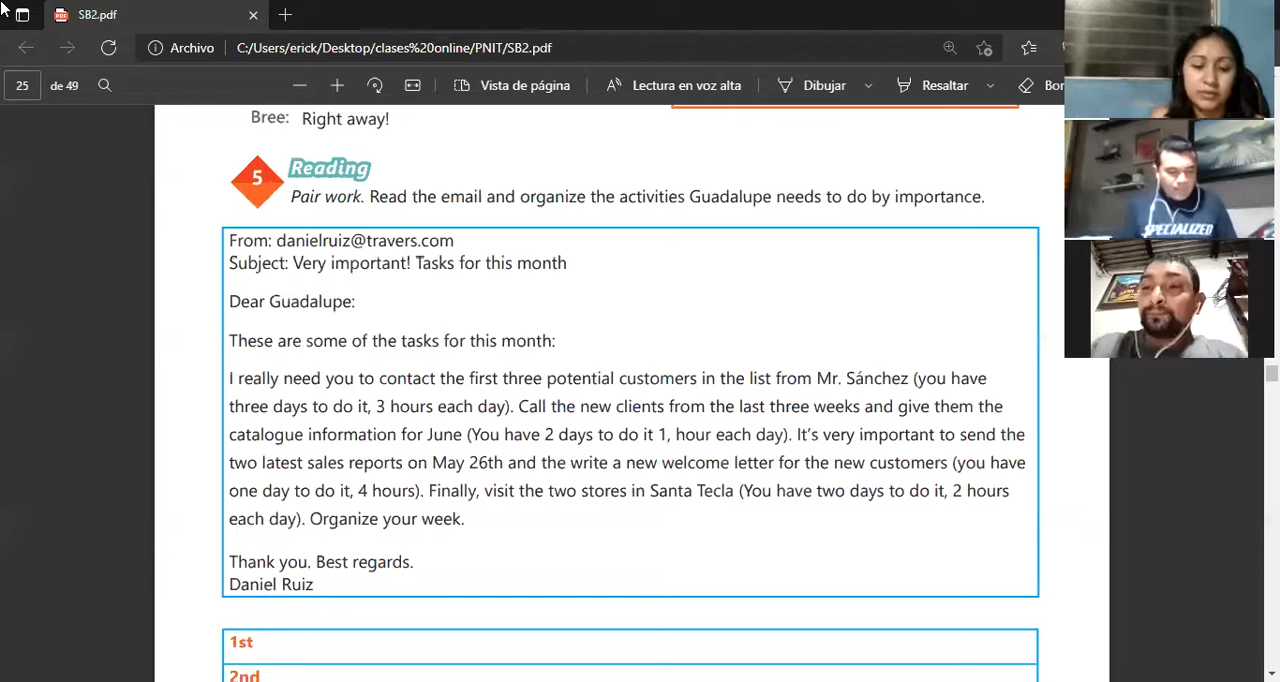 SB2.pdf
Archivo C:/Users/erick/Desktop/clases%20online/PNIT/SB2.pdf
25 de 49 Vista de página Lectura en voz alta Dibujar Resaltar Bor
Bree: Right away!
5 Reading
Pair work. Read the email and organize the activities Guadalupe needs to do by importance.
From: danielruiz@travers.com
Subject: Very important! Tasks for this month
Dear Guadalupe:
These are some of the tasks for this month:
I really need you to contact the first three potential customers in the list from Mr. Sánchez (you have
three days to do it, 3 hours each day). Call the new clients from the last three weeks and give them the
catalogue information for June (You have 2 days to do it 1, hour each day). It’s very important to send the
two latest sales reports on May 26th and the write a new welcome letter for the new customers (you have
one day to do it, 4 hours). Finally, visit the two stores in Santa Tecla (You have two days to do it, 2 hours
each day). Organize your week.
Thank you. Best regards.
Daniel Ruiz
1st
2nd
SPECIALIZED